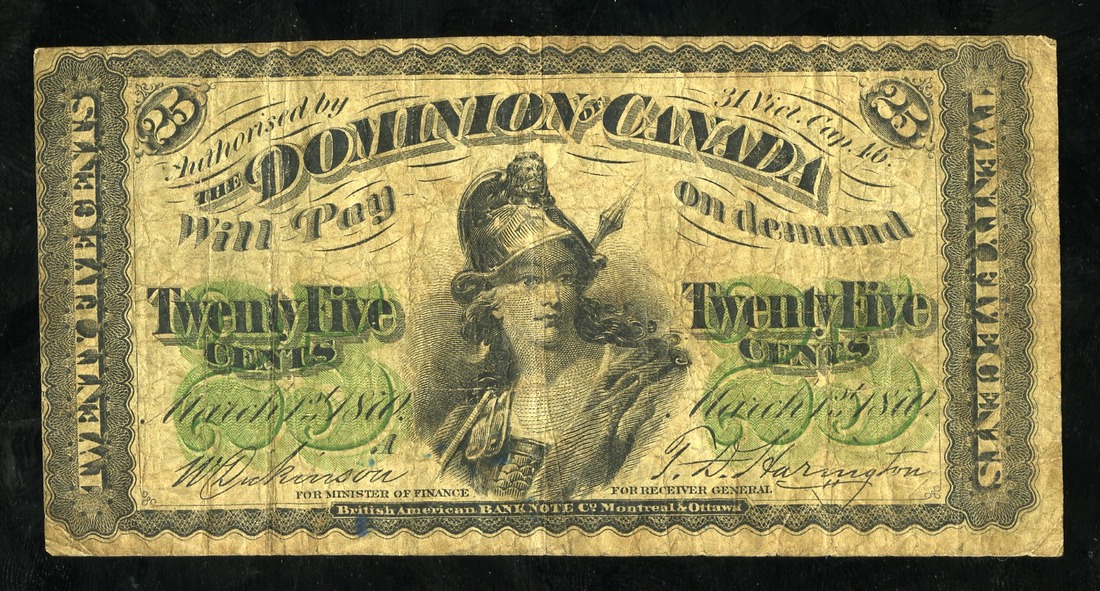 25 Authorised by 31 Vict. Cap. 46. 25
THE DOMINION OF CANADA
Will Pay on demand
TWENTY FIVE CENTS
TWENTY FIVE CENTS
Twenty Five Twenty Five
CENTS CENTS
March 1st 1870. March 1st 1870.
A
W Dickinson T. D. Harington
FOR MINISTER OF FINANCE FOR RECEIVER GENERAL
British American BANK NOTE Co. Montreal & Ottawa